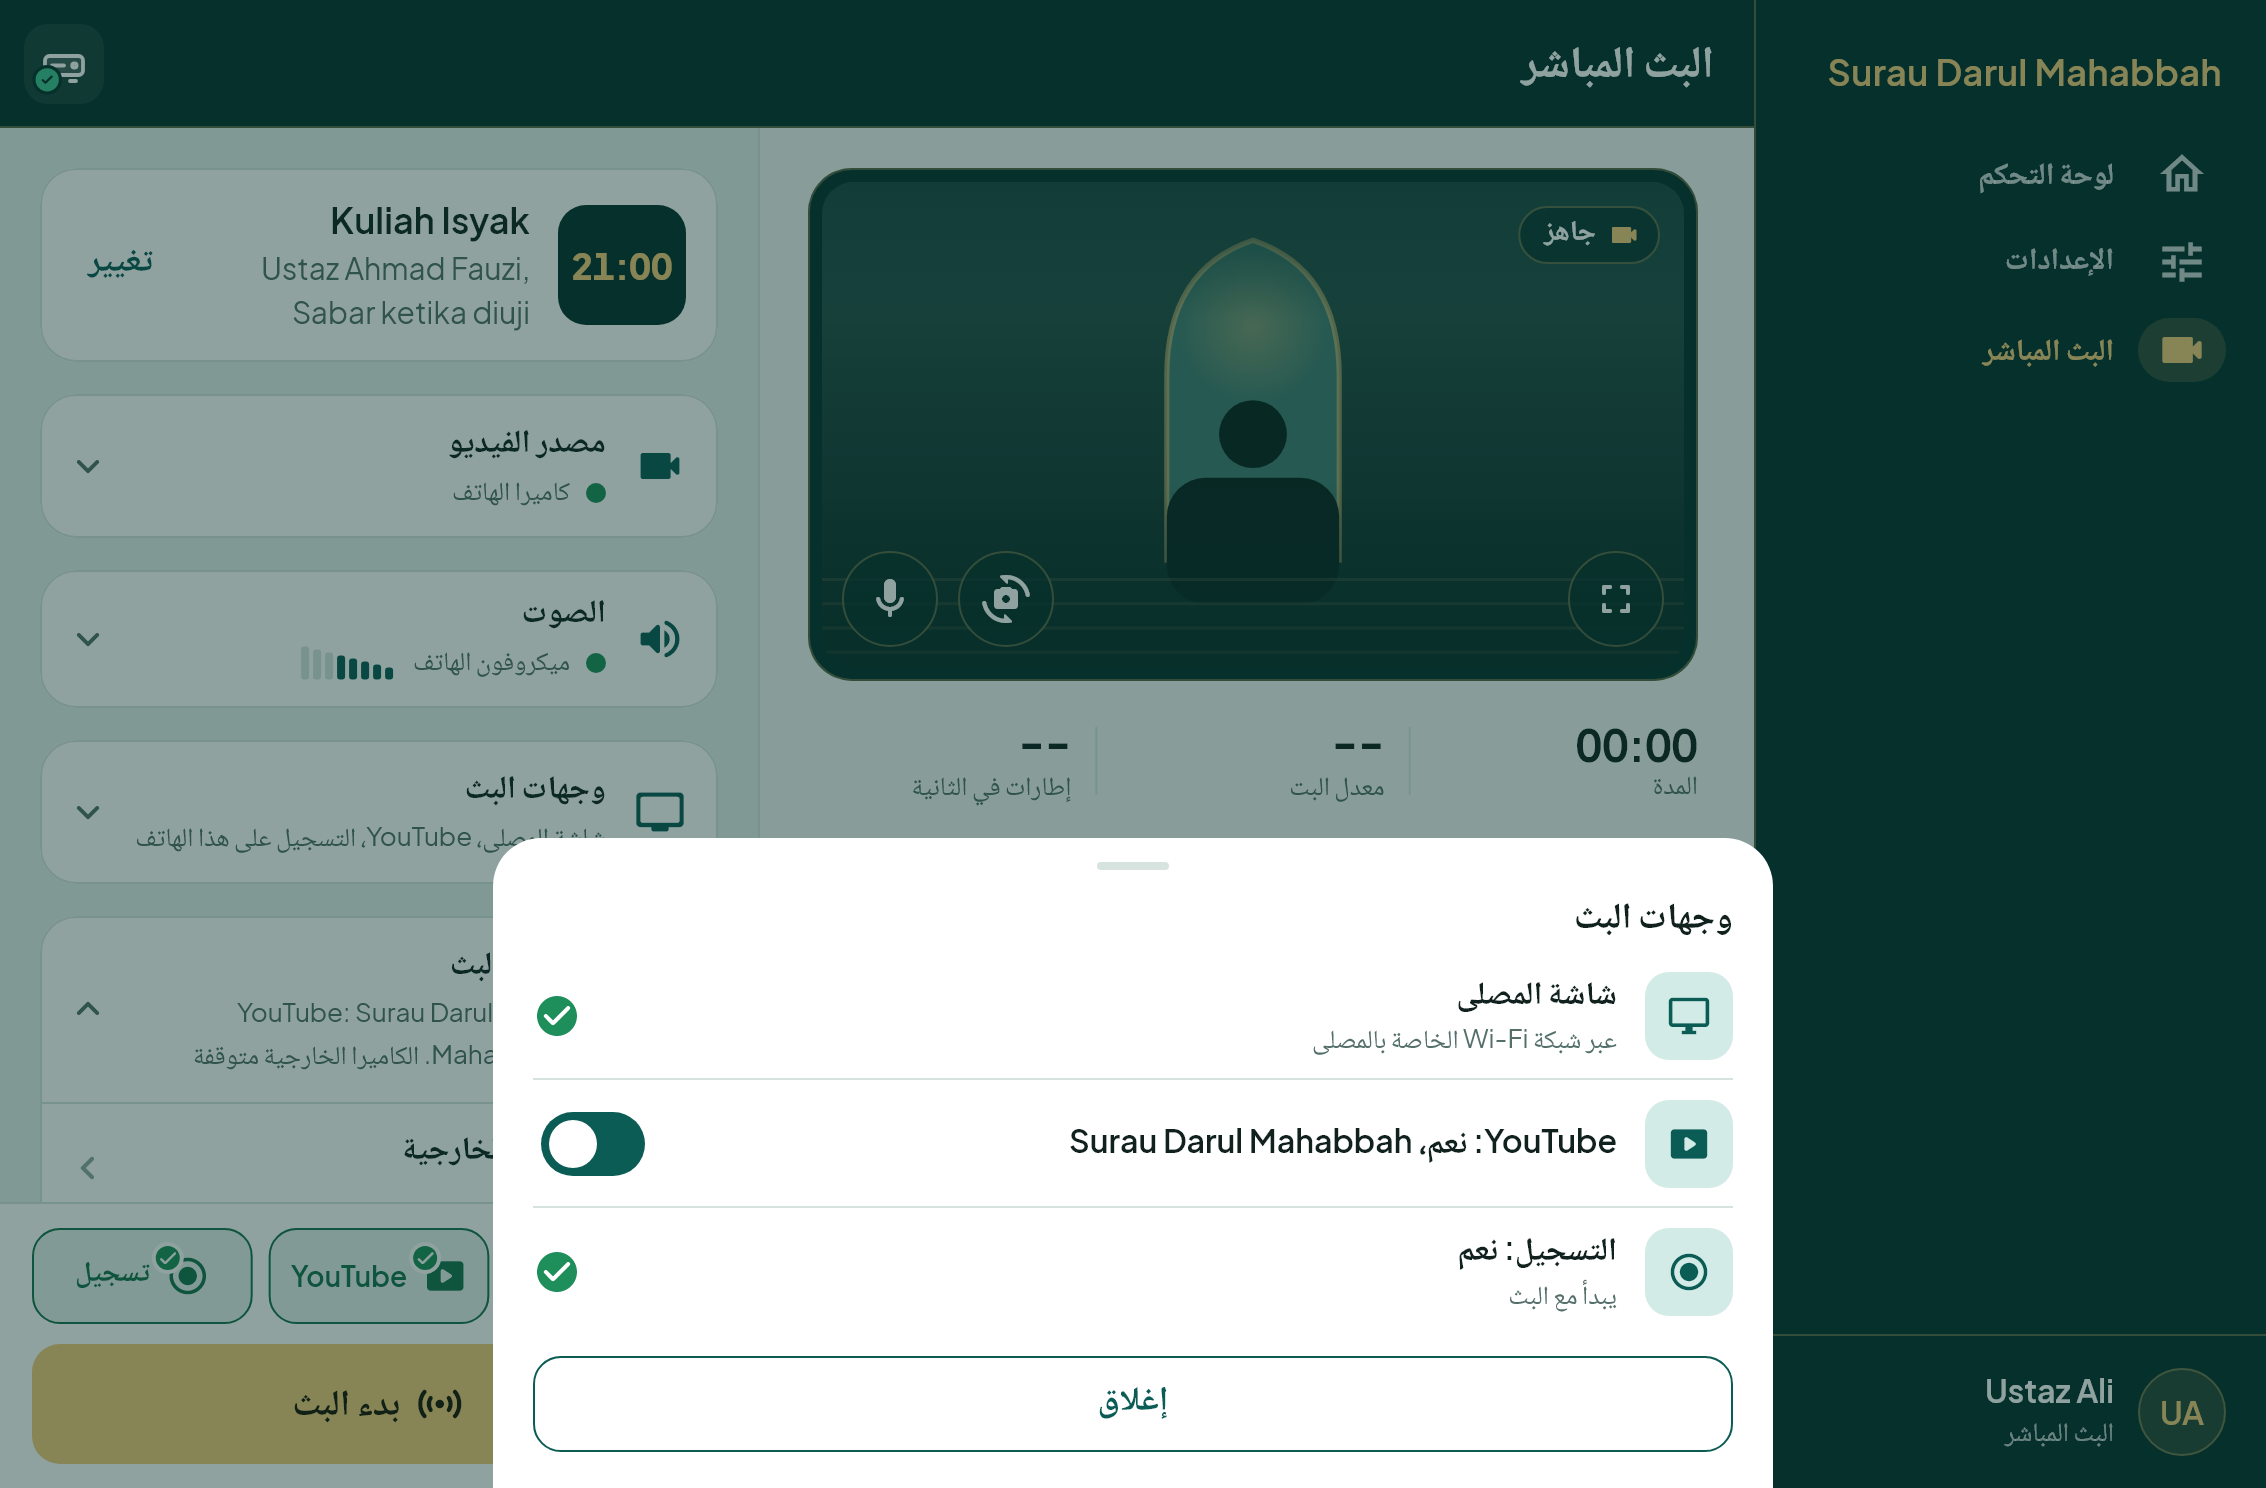 Surau Darul Mahabbah
لوحة التحكم
الإعدادات
البث المباشر
Ustaz Ali
البث المباشر
UA
البث المباشر
جاهز
00:00
المدة
--
معدل البت
--
إطارات في الثانية
21:00
Kuliah Isyak
Ustaz Ahmad Fauzi,
Sabar ketika diuji
تغيير
مصدر الفيديو
كاميرا الهاتف
الصوت
ميكروفون الهاتف
وجهات البث
شاشة المصلى، YouTube، التسجيل على هذا الهاتف
البث
YouTube: Surau Darul
Maha. الكاميرا الخارجية متوقفة
YouTube
تسجيل
بدء البث
وجهات البث
شاشة المصلى
عبر شبكة Wi-Fi الخاصة بالمصلى
YouTube: نعم، Surau Darul Mahabbah
التسجيل: نعم
يبدأ مع البث
إغلاق